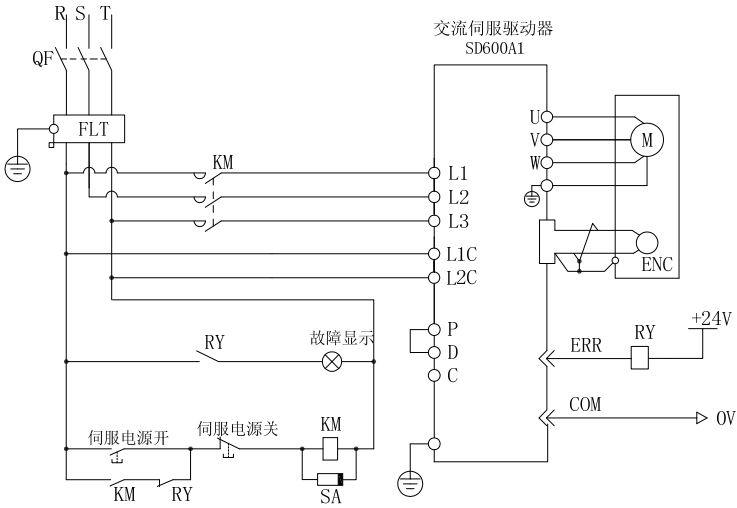 R S T
交流伺服驱动器
SD600A1
QF
FLT
U
V
M
W
KM
L1
L2
L3
L1C
ENC
L2C
+24V
P
RY
故障显示
ERR
RY
D
C
COM
0V
伺服电源开
伺服电源关
KM
KM
RY
SA